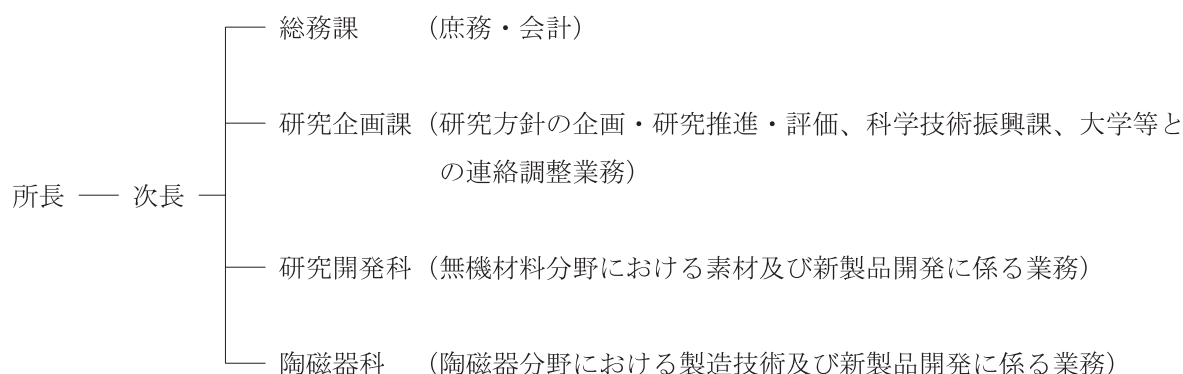 総務課 (庶務・会計)
研究企画課 (研究方針の企画・研究推進・評価、科学技術振興課、大学等と
の連絡調整業務)
所長 次長
研究開発科 (無機材料分野における素材及び新製品開発に係る業務)
陶磁器科 (陶磁器分野における製造技術及び新製品開発に係る業務)